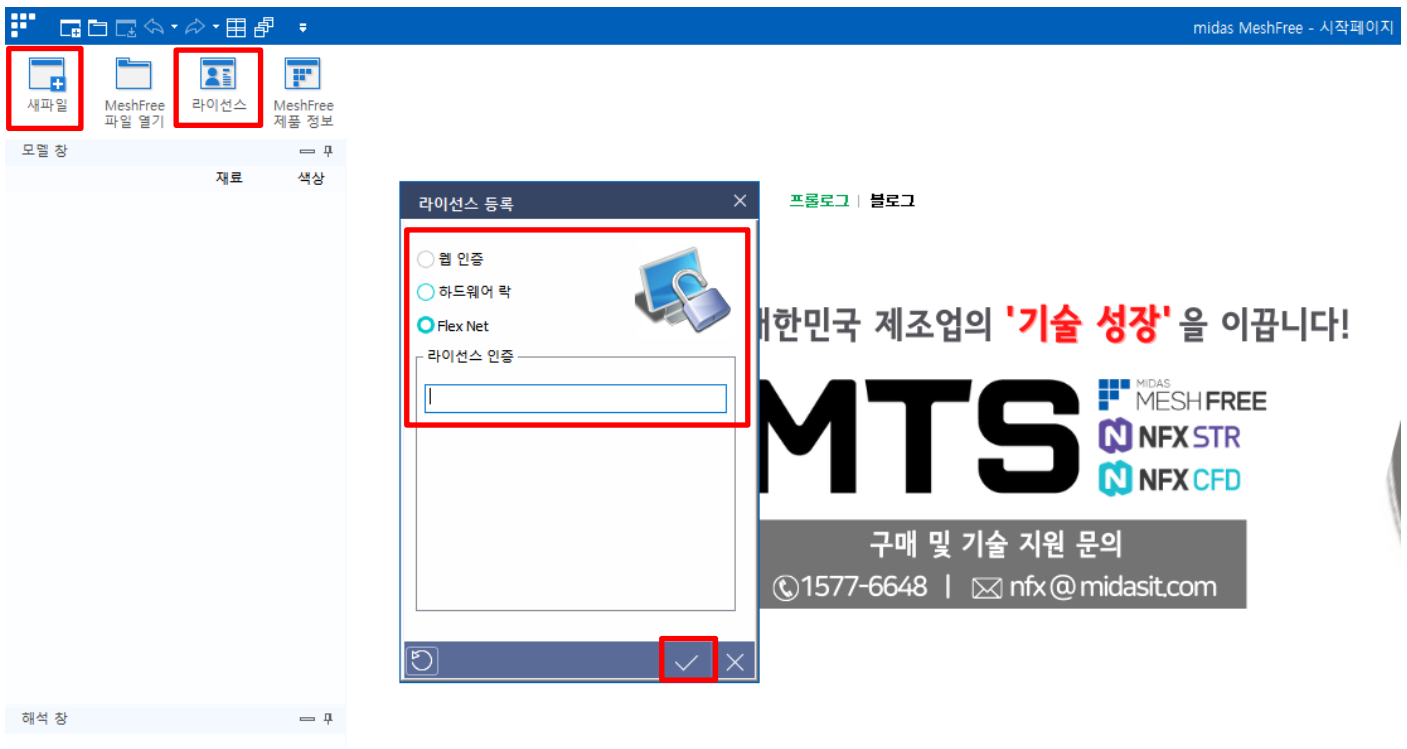 midas MeshFree - 시작페이지
새파일
MeshFree
파일 열기
라이선스
MeshFree
제품 정보
모델 창
재료 색상
라이선스 등록
웹 인증
하드웨어 락
Flex Net
라이선스 인증
프롤로그 | 블로그
대한민국 제조업의 '기술 성장' 을 이끕니다!
MTS
MIDAS
MESHFREE
NFX STR
NFX CFD
구매 및 기술 지원 문의
1577-6648 | nfx@midasit.com
해석 창